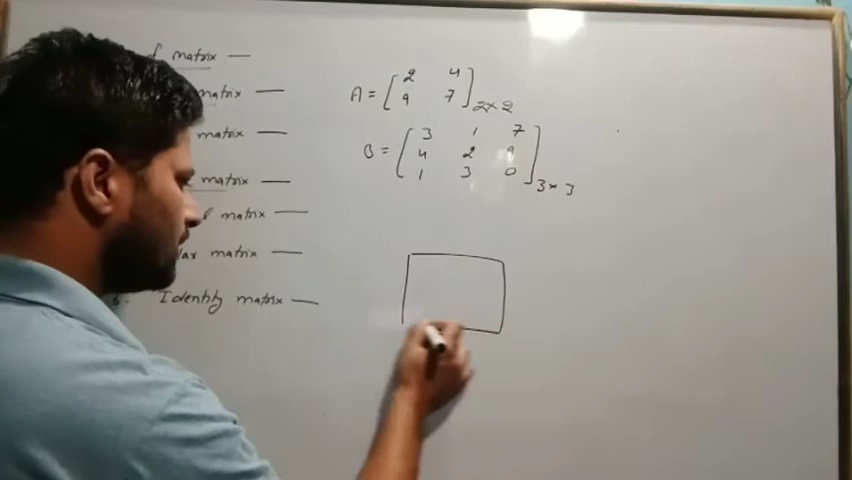 matrix —
matrix —
matrix —
matrix —
matrix —
matrix —
Identity matrix —
A = [ 2 4
9 7 ] 2×2
B = [ 3 1 7
4 2 9
1 3 0 ] 3×3